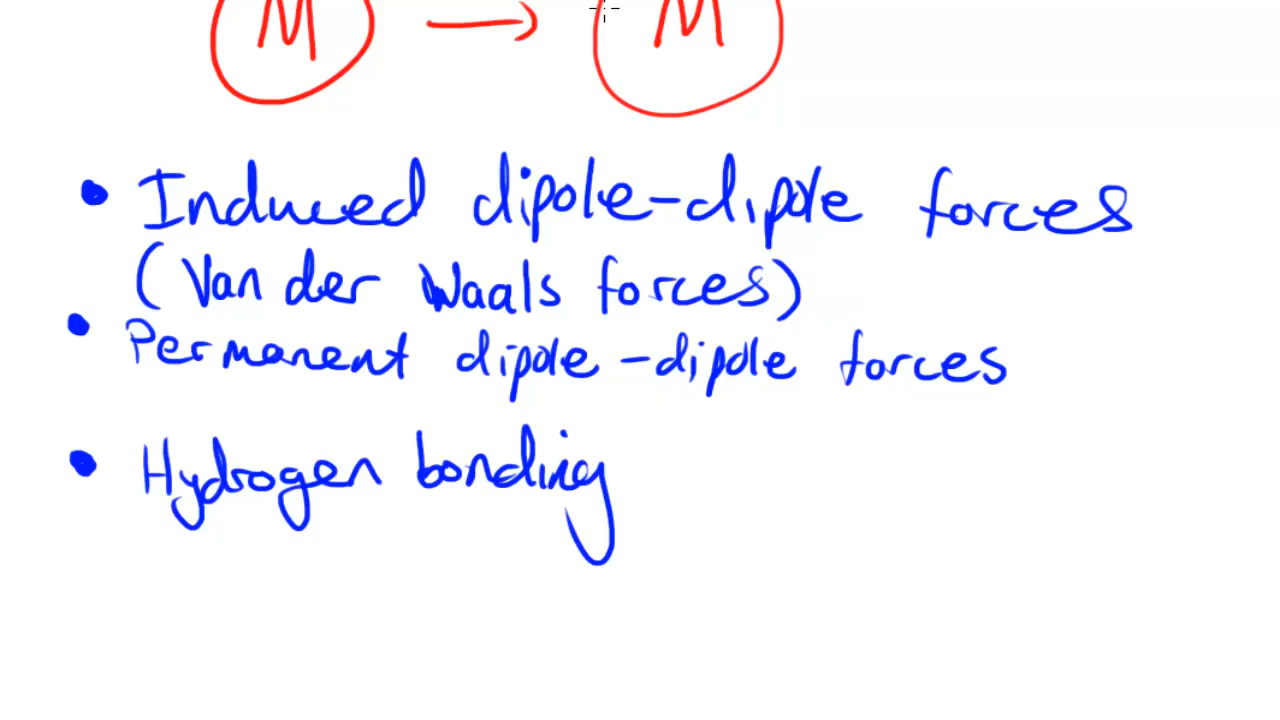 M → M
• Induced dipole-dipole forces
(Van der Waals forces)
• Permanent dipole-dipole forces
• Hydrogen bonding